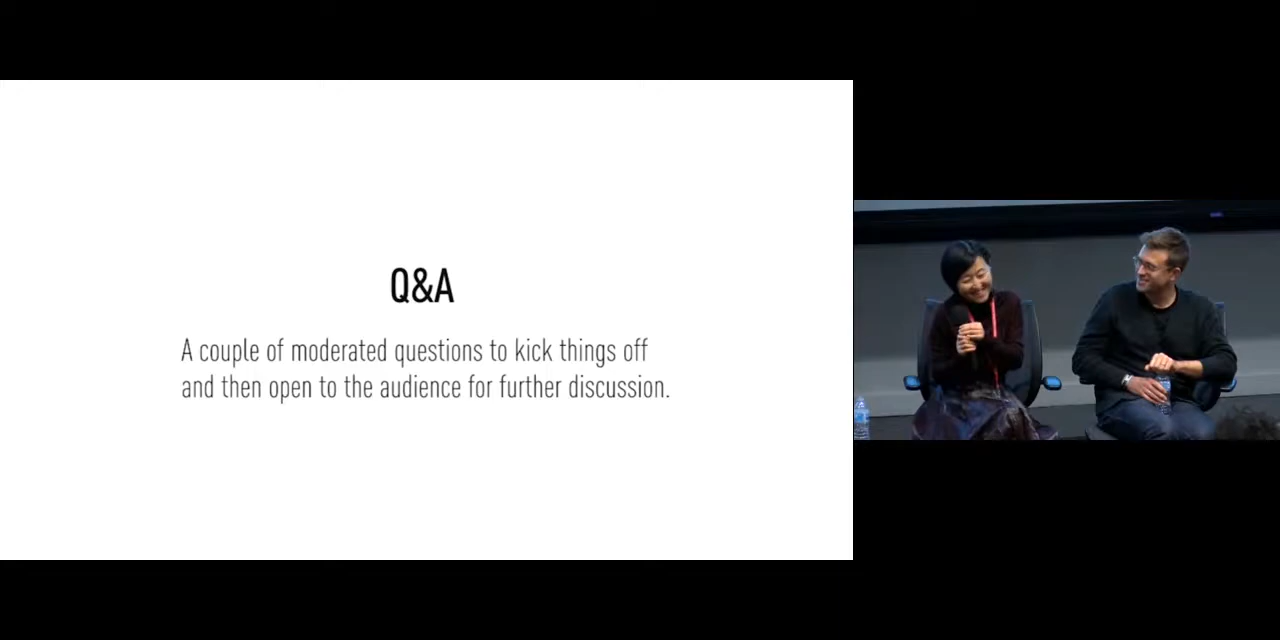 Q&A
A couple of moderated questions to kick things off
and then open to the audience for further discussion.